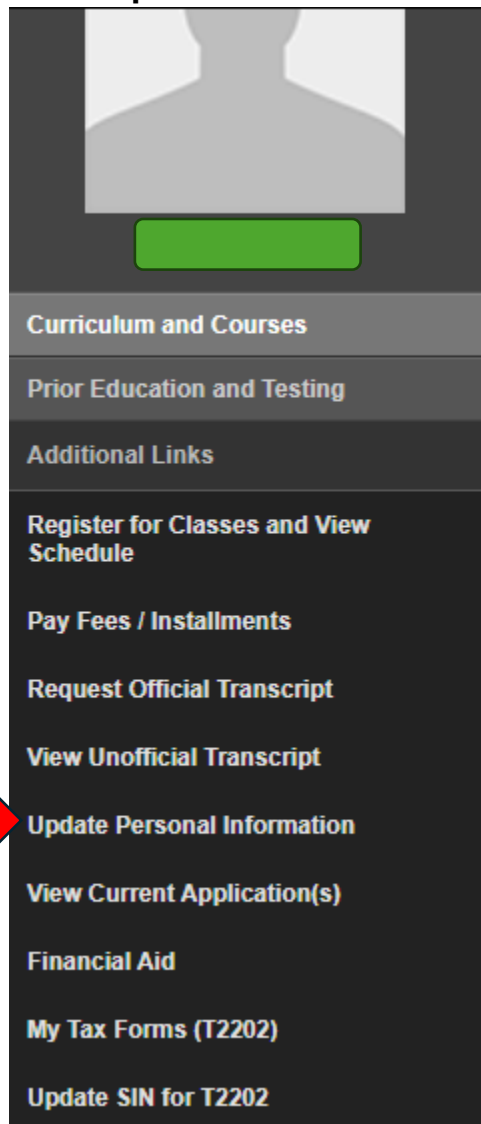 Curriculum and Courses
Prior Education and Testing
Additional Links
Register for Classes and View
Schedule
Pay Fees / Installments
Request Official Transcript
View Unofficial Transcript
Update Personal Information
View Current Application(s)
Financial Aid
My Tax Forms (T2202)
Update SIN for T2202